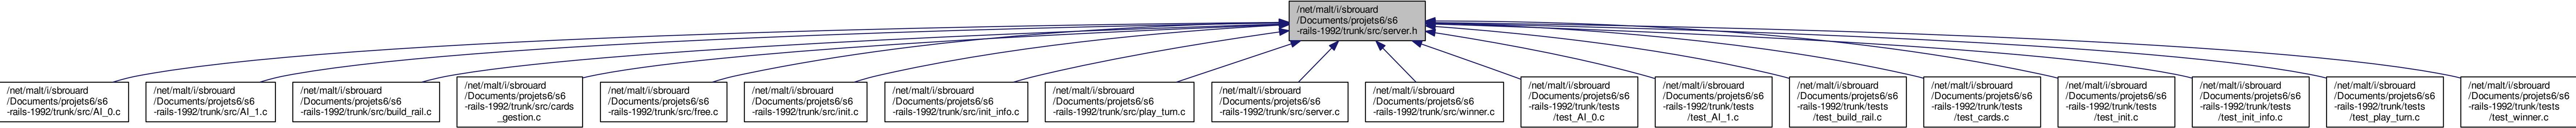 /net/malt/i/sbrouard
/Documents/projets6/s6
-rails-1992/trunk/src/server.h
/net/malt/i/sbrouard
/Documents/projets6/s6
-rails-1992/trunk/src/AI_0.c
/net/malt/i/sbrouard
/Documents/projets6/s6
-rails-1992/trunk/src/AI_1.c
/net/malt/i/sbrouard
/Documents/projets6/s6
-rails-1992/trunk/src/build_rail.c
/net/malt/i/sbrouard
/Documents/projets6/s6
-rails-1992/trunk/src/cards
_gestion.c
/net/malt/i/sbrouard
/Documents/projets6/s6
-rails-1992/trunk/src/free.c
/net/malt/i/sbrouard
/Documents/projets6/s6
-rails-1992/trunk/src/init.c
/net/malt/i/sbrouard
/Documents/projets6/s6
-rails-1992/trunk/src/init_info.c
/net/malt/i/sbrouard
/Documents/projets6/s6
-rails-1992/trunk/src/play_turn.c
/net/malt/i/sbrouard
/Documents/projets6/s6
-rails-1992/trunk/src/server.c
/net/malt/i/sbrouard
/Documents/projets6/s6
-rails-1992/trunk/src/winner.c
/net/malt/i/sbrouard
/Documents/projets6/s6
-rails-1992/trunk/tests
/test_AI_0.c
/net/malt/i/sbrouard
/Documents/projets6/s6
-rails-1992/trunk/tests
/test_AI_1.c
/net/malt/i/sbrouard
/Documents/projets6/s6
-rails-1992/trunk/tests
/test_build_rail.c
/net/malt/i/sbrouard
/Documents/projets6/s6
-rails-1992/trunk/tests
/test_cards.c
/net/malt/i/sbrouard
/Documents/projets6/s6
-rails-1992/trunk/tests
/test_init.c
/net/malt/i/sbrouard
/Documents/projets6/s6
-rails-1992/trunk/tests
/test_init_info.c
/net/malt/i/sbrouard
/Documents/projets6/s6
-rails-1992/trunk/tests
/test_play_turn.c
/net/malt/i/sbrouard
/Documents/projets6/s6
-rails-1992/trunk/tests
/test_winner.c